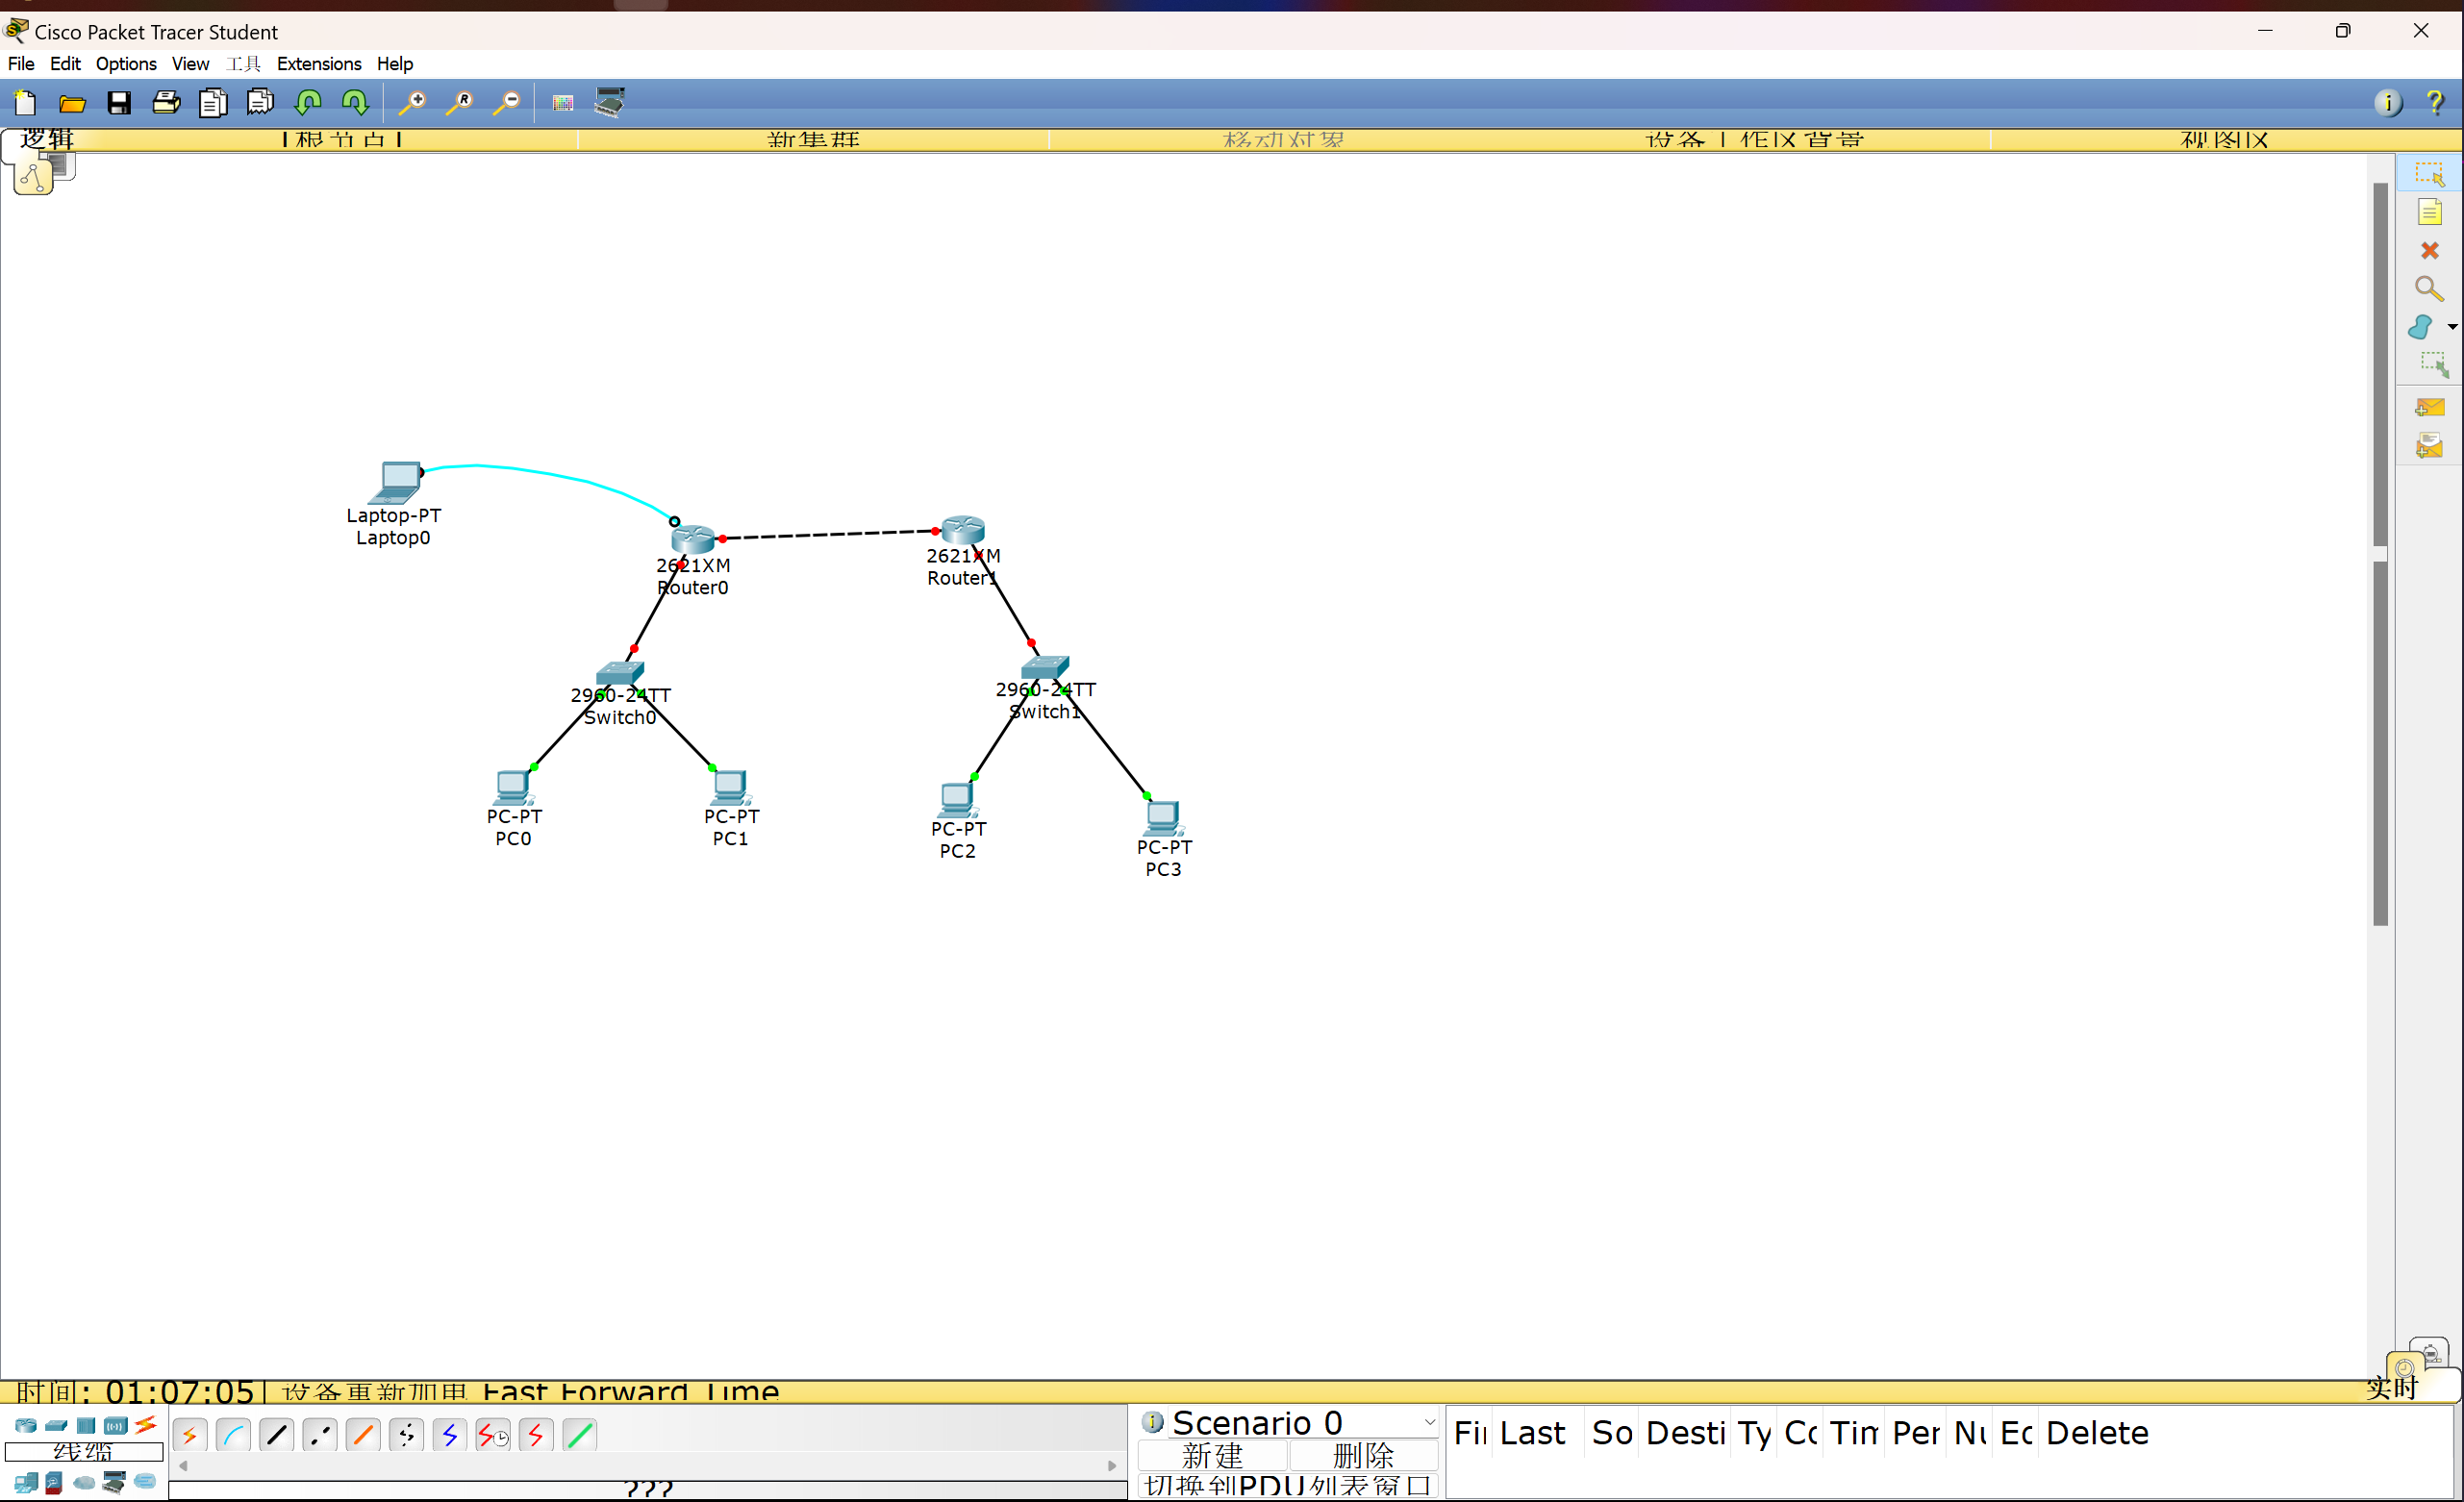 Cisco Packet Tracer Student
File Edit Options View 工具 Extensions Help
逻辑 [根节点] 新集群 移动对象 设备工作区背景 视图区
Laptop-PT
Laptop0
2621XM
Router0
2621XM
Router1
2960-24TT
Switch0
2960-24TT
Switch1
PC-PT
PC0
PC-PT
PC1
PC-PT
PC2
PC-PT
PC3
时间: 01:07:05 设备重新加电 Fast Forward Time 实时
线缆
???
Scenario 0
新建 删除
切换到PDU列表窗口
Last So Desti Ty Tim Per Delete